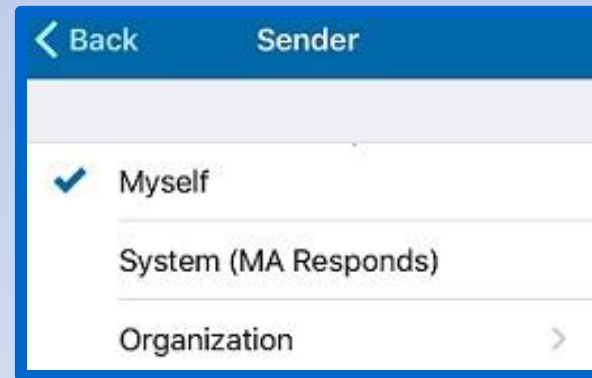 Back Sender
Myself
System (MA Responds)
Organization